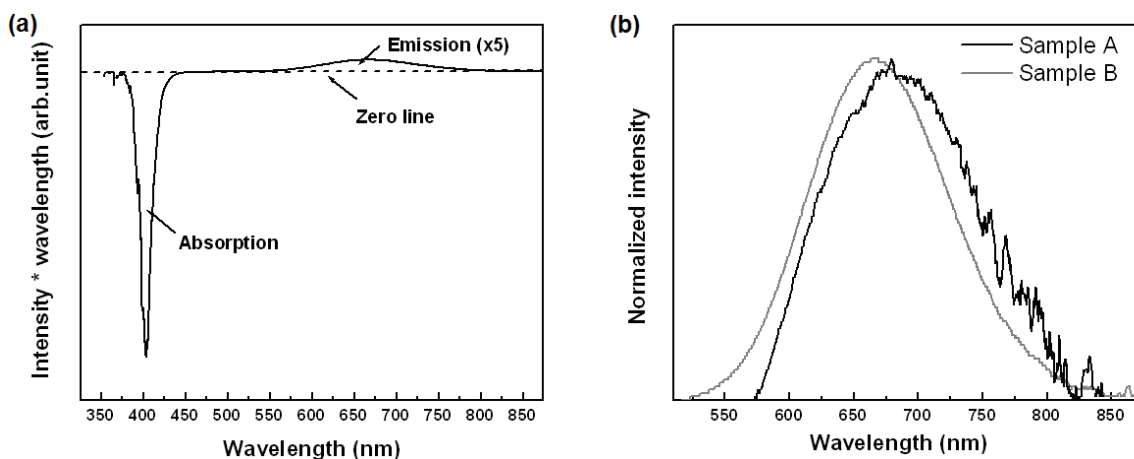 (a)
Intensity * wavelength (arb.unit)
Emission (x5)
Zero line
Absorption
350 400 450 500 550 600 650 700 750 800 850
Wavelength (nm)
(b)
Normalized intensity
Sample A
Sample B
550 600 650 700 750 800 850
Wavelength (nm)